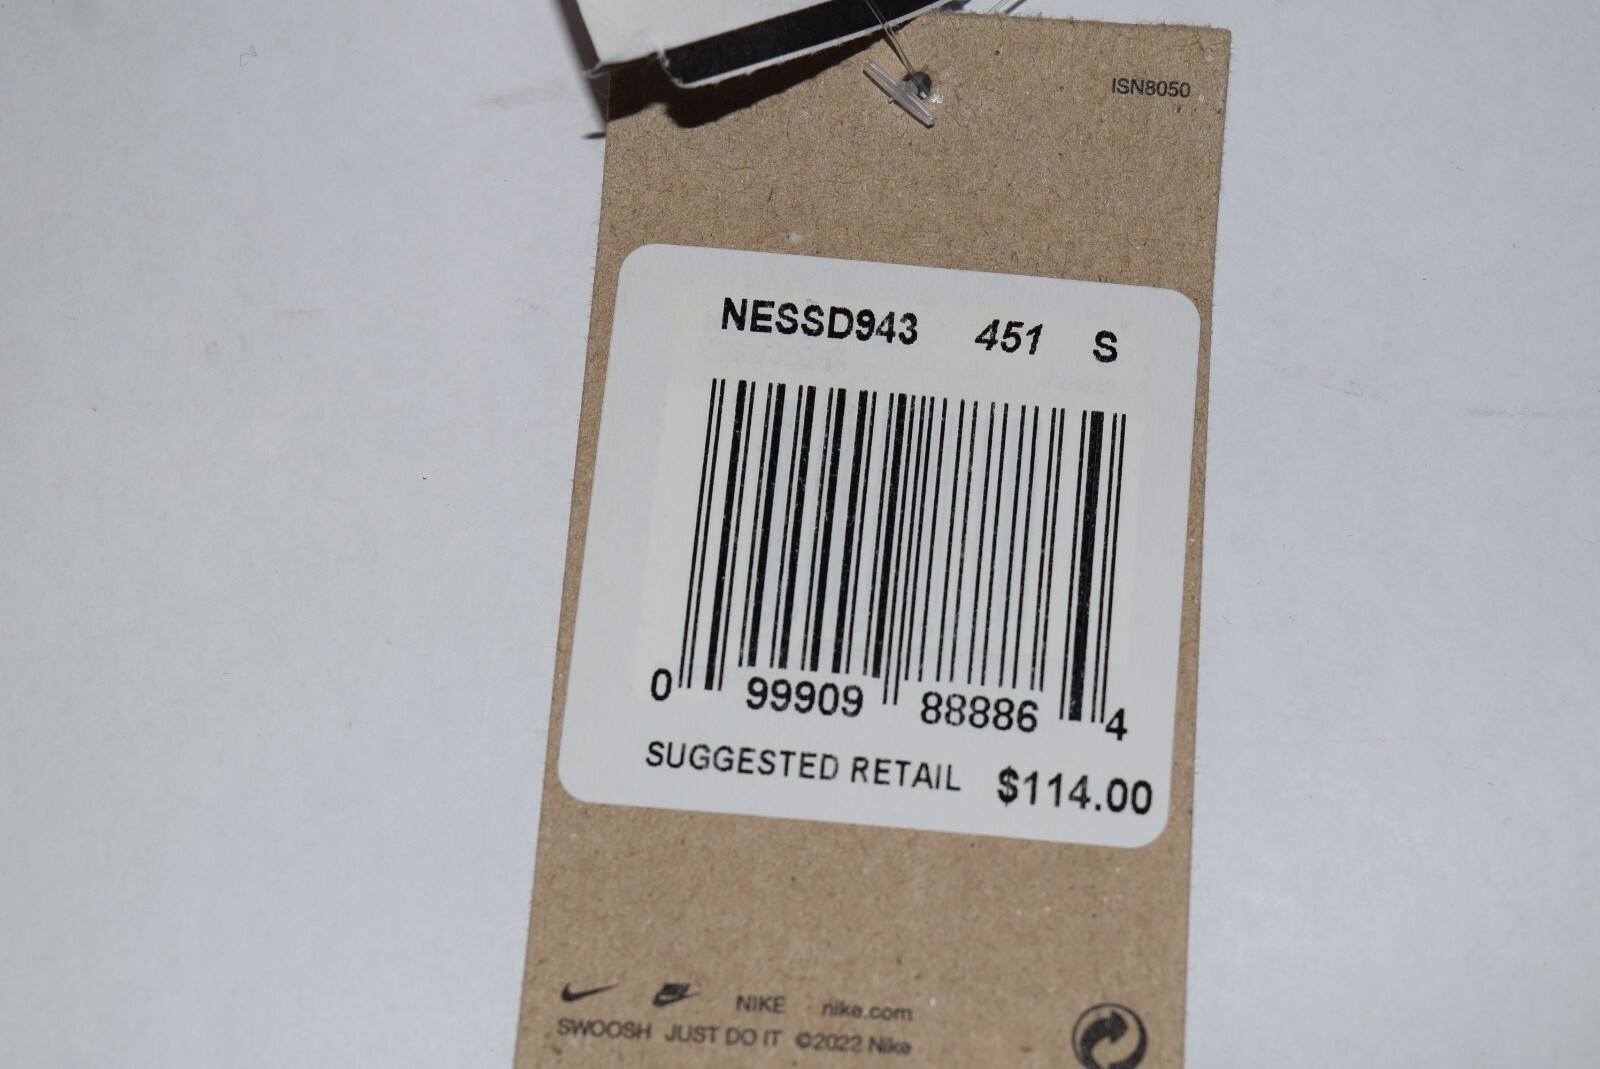 ISN8050
NESSD943 451 S
0 99909 88886 4
SUGGESTED RETAIL $114.00
NIKE nike.com
SWOOSH JUST DO IT ©2022 Nike